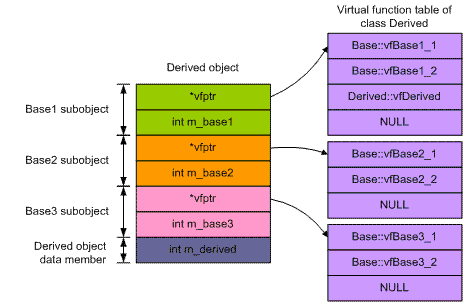 Virtual function table of
class Derived
Derived object
Base::vfBase1_1
Base::vfBase1_2
Derived::vfDerived
NULL
Base1 subobject
*vfptr
int m_base1
Base2 subobject
*vfptr
int m_base2
Base::vfBase2_1
Base::vfBase2_2
NULL
Base3 subobject
*vfptr
int m_base3
Derived object
data member
int m_derived
Base::vfBase3_1
Base::vfBase3_2
NULL